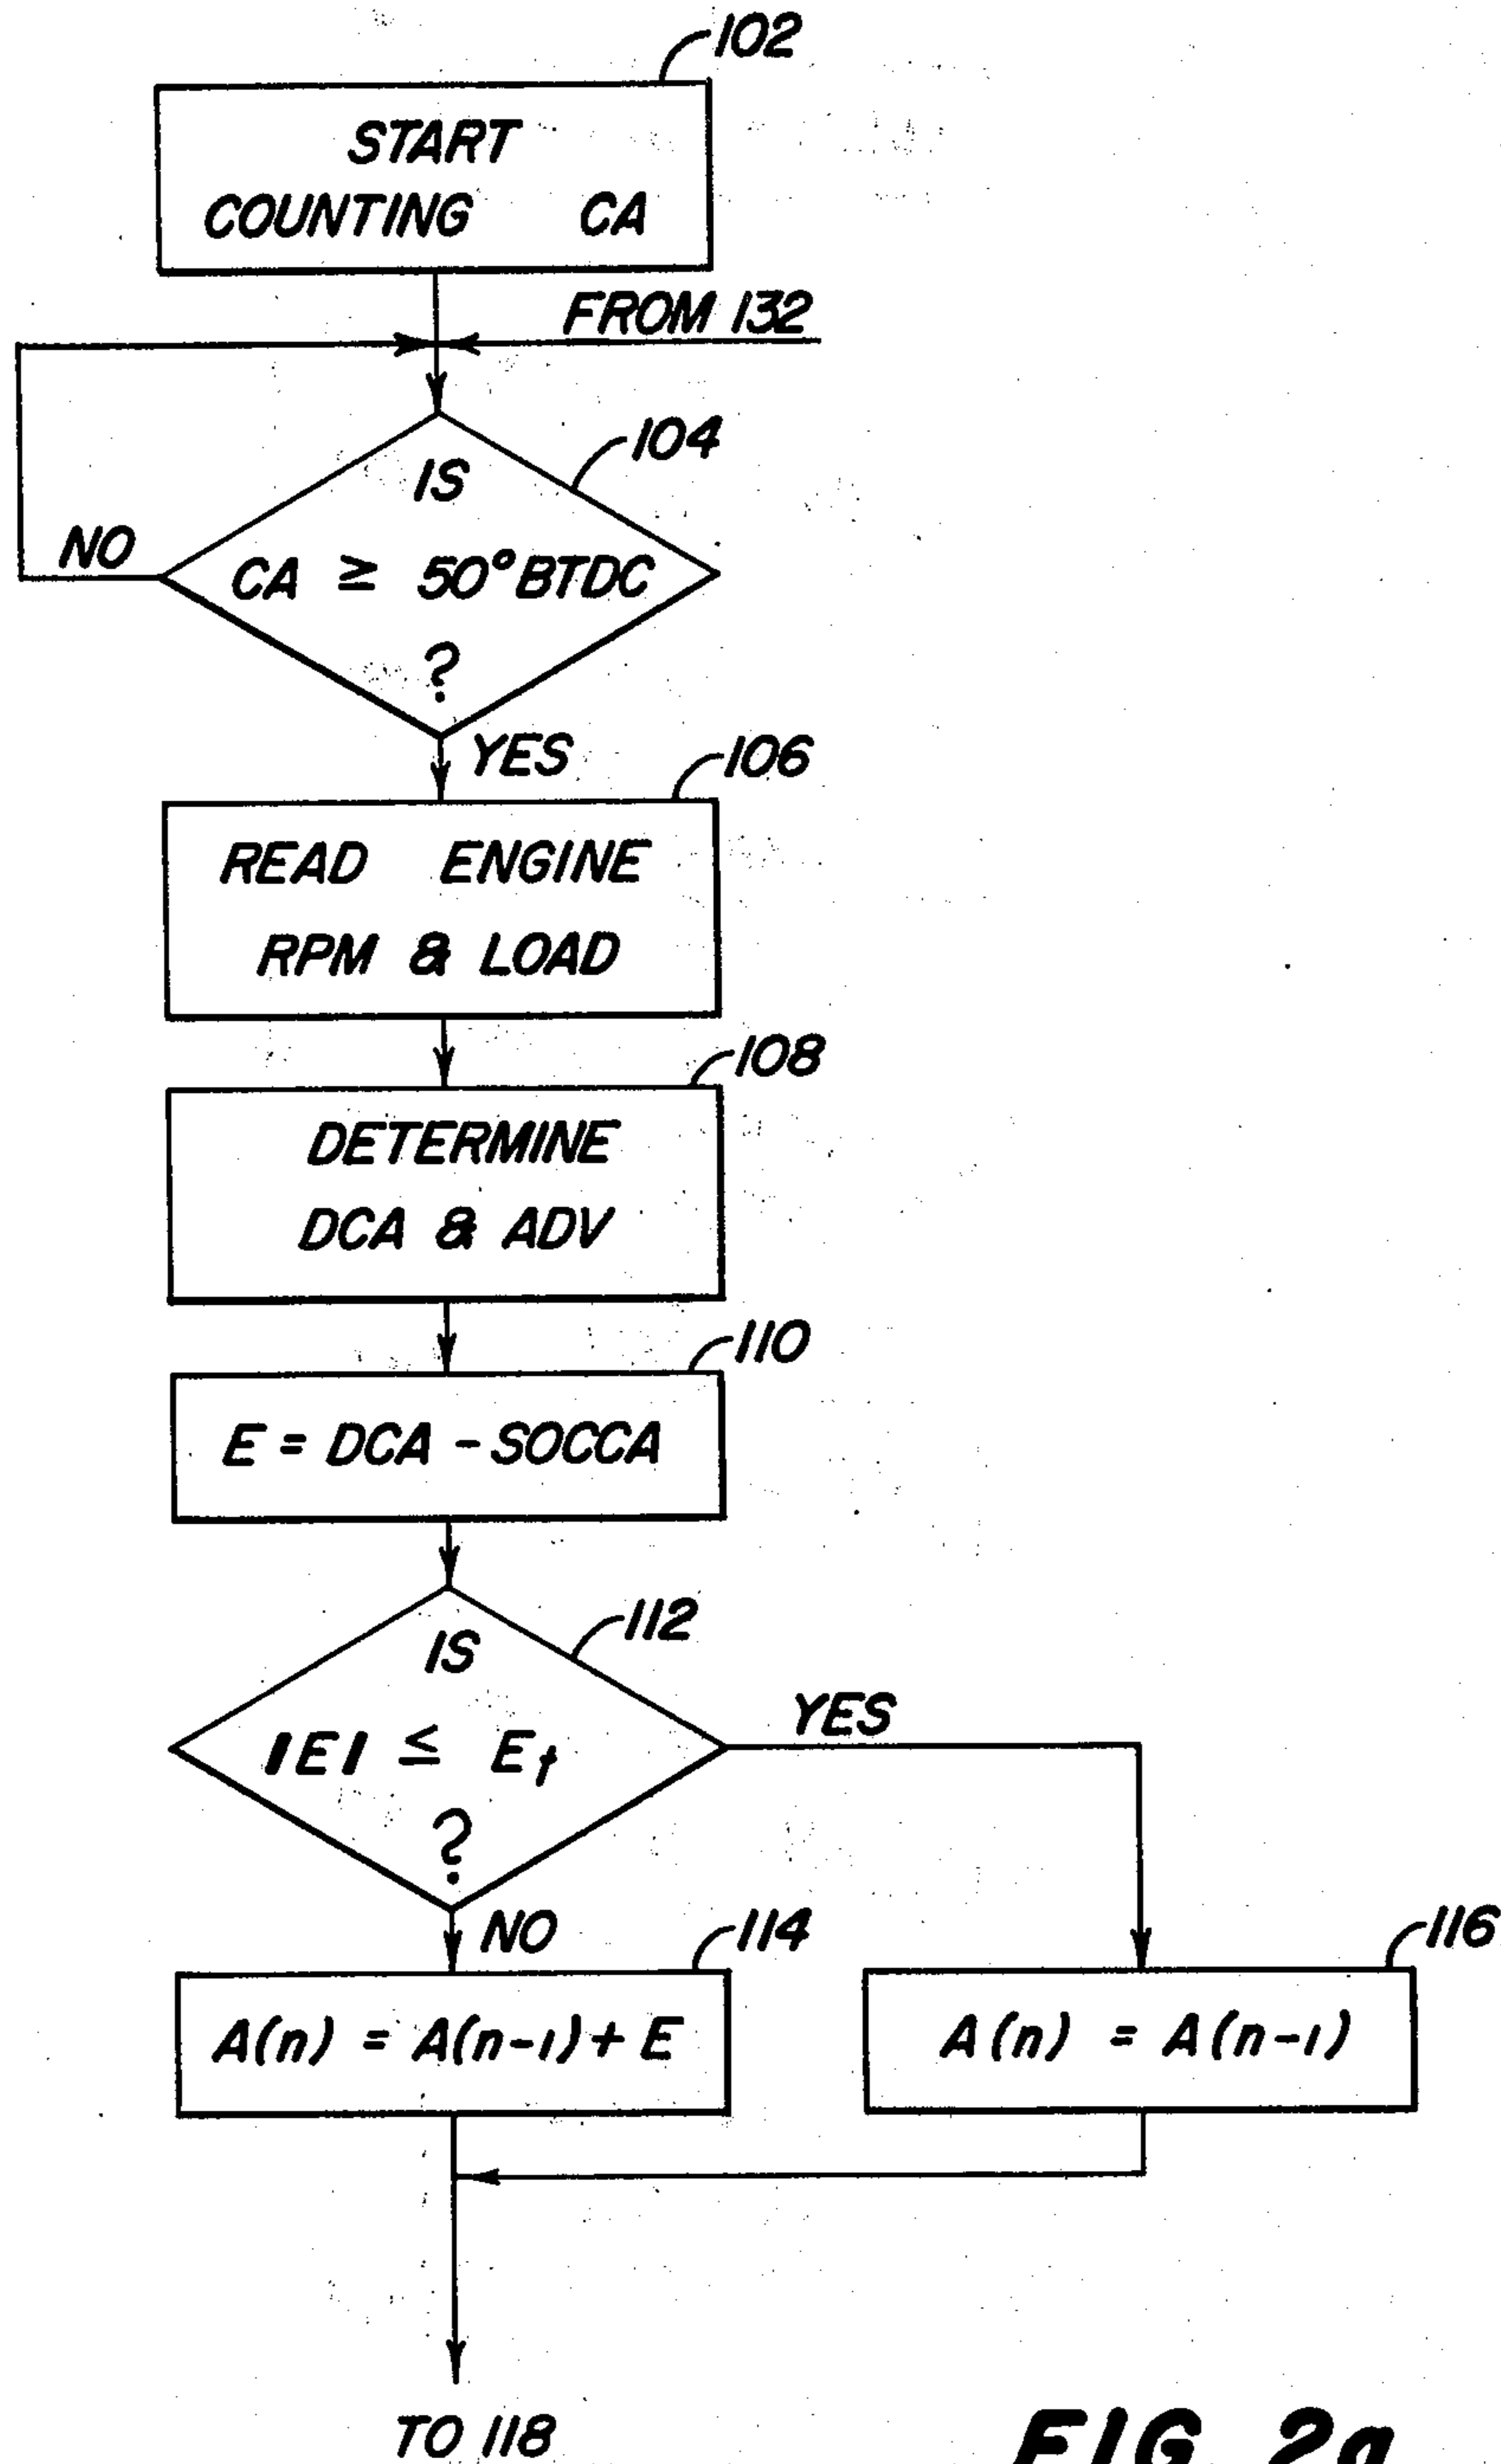 102
START
COUNTING CA
FROM 132
104
IS
NO
CA ≥ 50°BTDC
?
YES
106
READ ENGINE
RPM & LOAD
108
DETERMINE
DCA & ADV
110
E = DCA - SOCCA
112
IS
YES
|E| ≤ Et
?
NO
114
116
A(n) = A(n-1) + E
A(n) = A(n-1)
TO 118
FIG. 2a